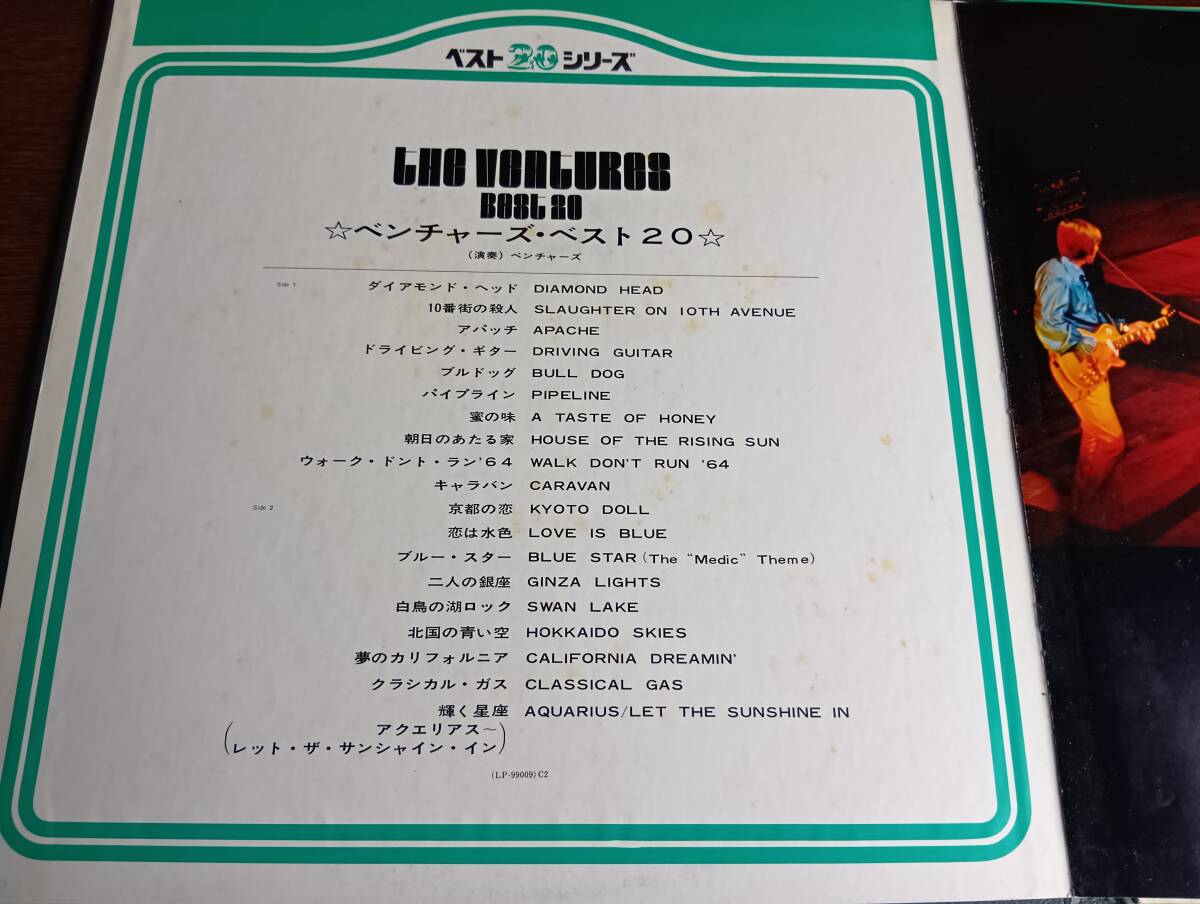 ベスト20シリーズ
the ventures
Best 20
☆ベンチャーズ・ベスト20☆
(演奏) ベンチャーズ
Side 1
ダイアモンド・ヘッド DIAMOND HEAD
10番街の殺人 SLAUGHTER ON 10TH AVENUE
アパッチ APACHE
ドライビング・ギター DRIVING GUITAR
ブルドッグ BULL DOG
パイプライン PIPELINE
蜜の味 A TASTE OF HONEY
朝日のあたる家 HOUSE OF THE RISING SUN
ウォーク・ドント・ラン'64 WALK DON'T RUN '64
キャラバン CARAVAN
Side 2
京都の恋 KYOTO DOLL
恋は水色 LOVE IS BLUE
ブルー・スター BLUE STAR (The "Medic" Theme)
二人の銀座 GINZA LIGHTS
白鳥の湖ロック SWAN LAKE
北国の青い空 HOKKAIDO SKIES
夢のカリフォルニア CALIFORNIA DREAMIN'
クラシカル・ガス CLASSICAL GAS
輝く星座 AQUARIUS/LET THE SUNSHINE IN
(アクエリアス~
レット・ザ・サンシャイン・イン)
(LP-99009) C2